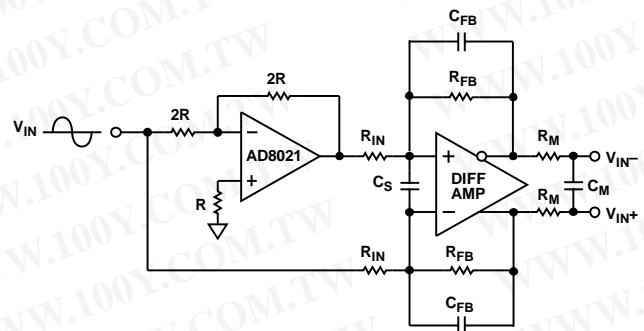 CFB
RFB
2R
2R
VIN
RIN
RM
VIN–
−
AD8021
+
CS
+
DIFF
AMP
−
CM
R
RM
VIN+
RIN
RFB
CFB
WWW.100Y.COM.TW